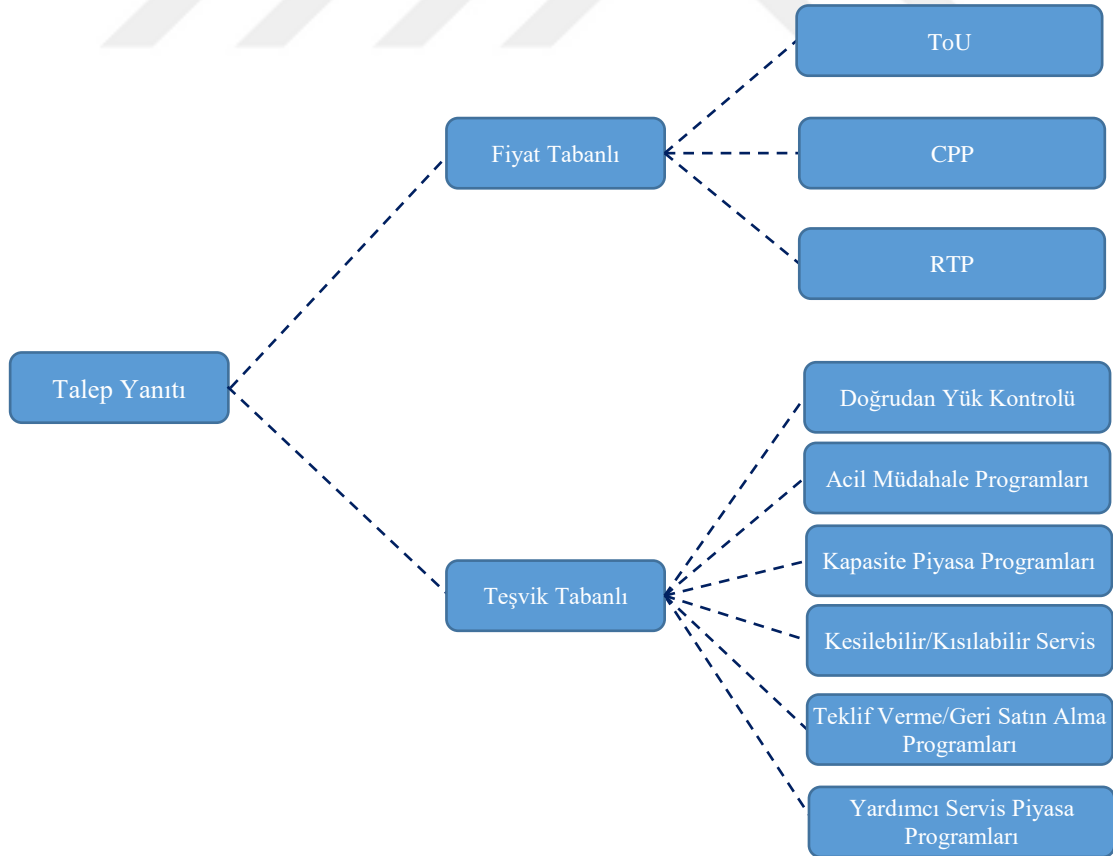 Talep Yanıtı
Fiyat Tabanlı
ToU
CPP
RTP
Teşvik Tabanlı
Doğrudan Yük Kontrolü
Acil Müdahale Programları
Kapasite Piyasa Programları
Kesilebilir/Kısılabilir Servis
Teklif Verme/Geri Satın Alma
Programları
Yardımcı Servis Piyasa
Programları